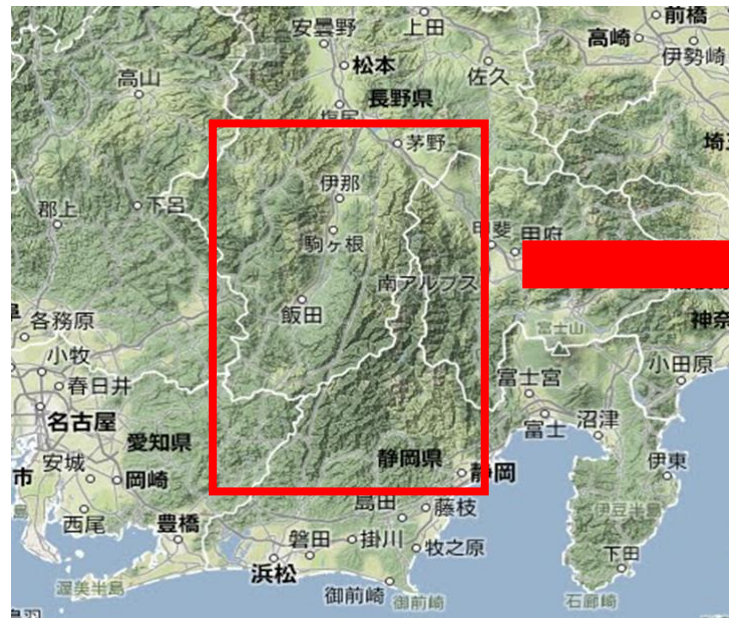 安曇野
上田
前橋
高崎
伊勢崎
高山
松本
佐久
長野県
塩尻
茅野
埼玉
伊那
郡上
下呂
甲斐
甲府
駒ヶ根
南アルプス
飯田
各務原
富士山
神奈
小牧
富士宮
小田原
春日井
名古屋
沼津
富士
愛知県
安城
静岡県
静岡
伊東
市
岡崎
島田
藤枝
伊豆半島
西尾
豊橋
磐田
掛川
牧之原
下田
浜松
渥美半島
御前崎
御前崎
石廊崎